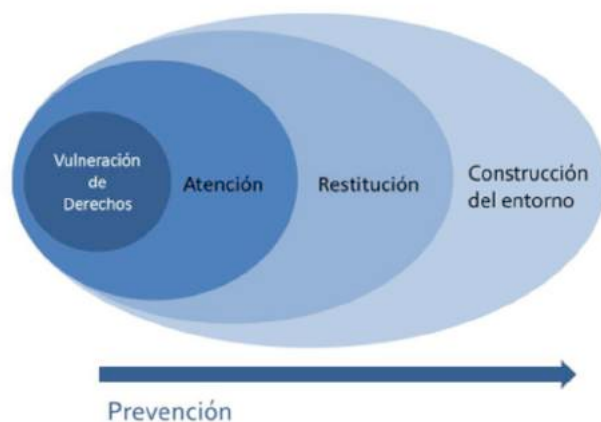 Vulneración
de
Derechos
Atención
Restitución
Construcción
del entorno
Prevención